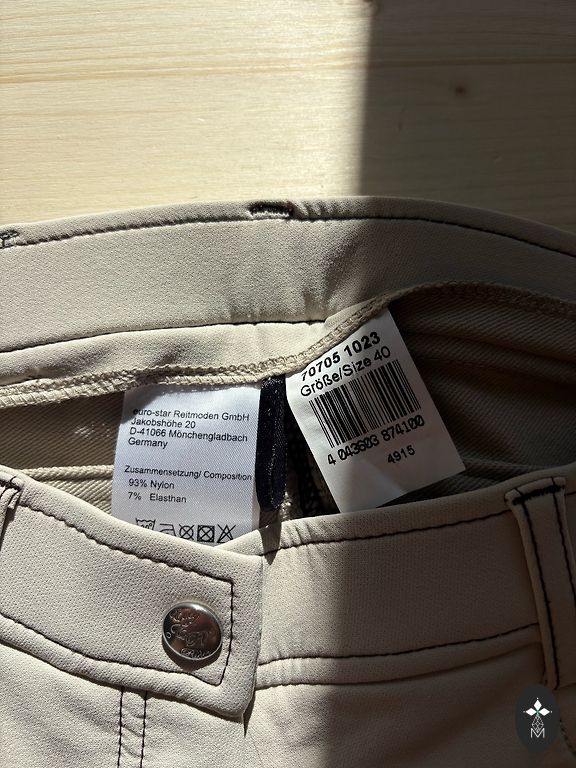 euro-star Reitmoden GmbH
Jakobshöhe 20
D-41066 Mönchengladbach
Germany
Zusammensetzung/ Composition
93% Nylon
7% Elasthan
70705 1023
Größe/Size 40
4 043603 874100
4915